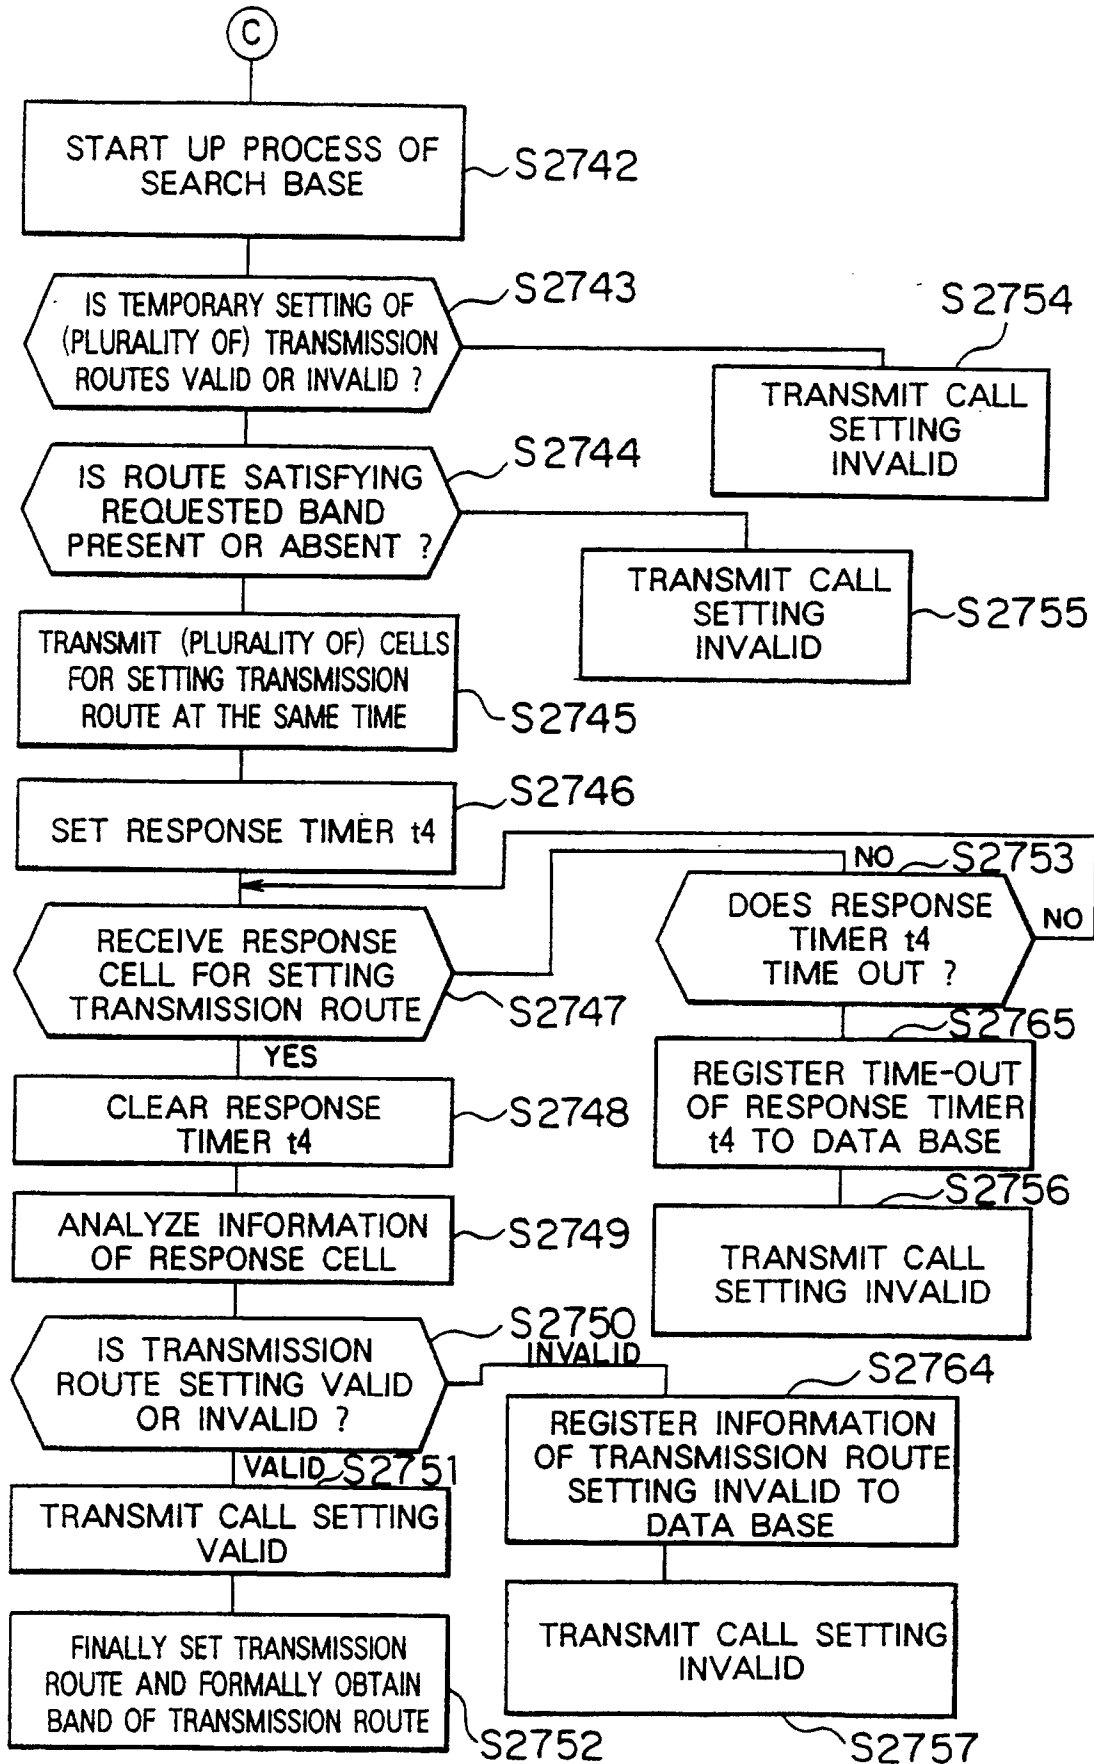 C
START UP PROCESS OF
SEARCH BASE
S2742
IS TEMPORARY SETTING OF
(PLURALITY OF) TRANSMISSION
ROUTES VALID OR INVALID ?
S2743
S2754
TRANSMIT CALL
SETTING
INVALID
IS ROUTE SATISFYING
REQUESTED BAND
PRESENT OR ABSENT ?
S2744
TRANSMIT CALL
SETTING
INVALID
S2755
TRANSMIT (PLURALITY OF) CELLS
FOR SETTING TRANSMISSION
ROUTE AT THE SAME TIME
S2745
SET RESPONSE TIMER t4
S2746
RECEIVE RESPONSE
CELL FOR SETTING
TRANSMISSION ROUTE
S2747
NO
S2753
DOES RESPONSE
TIMER t4
TIME OUT ?
NO
YES
S2765
REGISTER TIME-OUT
OF RESPONSE TIMER
t4 TO DATA BASE
CLEAR RESPONSE
TIMER t4
S2748
S2756
TRANSMIT CALL
SETTING INVALID
ANALYZE INFORMATION
OF RESPONSE CELL
S2749
IS TRANSMISSION
ROUTE SETTING VALID
OR INVALID ?
S2750
INVALID
S2764
REGISTER INFORMATION
OF TRANSMISSION ROUTE
SETTING INVALID TO
DATA BASE
VALID
S2751
TRANSMIT CALL SETTING
VALID
TRANSMIT CALL SETTING
INVALID
S2757
FINALLY SET TRANSMISSION
ROUTE AND FORMALLY OBTAIN
BAND OF TRANSMISSION ROUTE
S2752